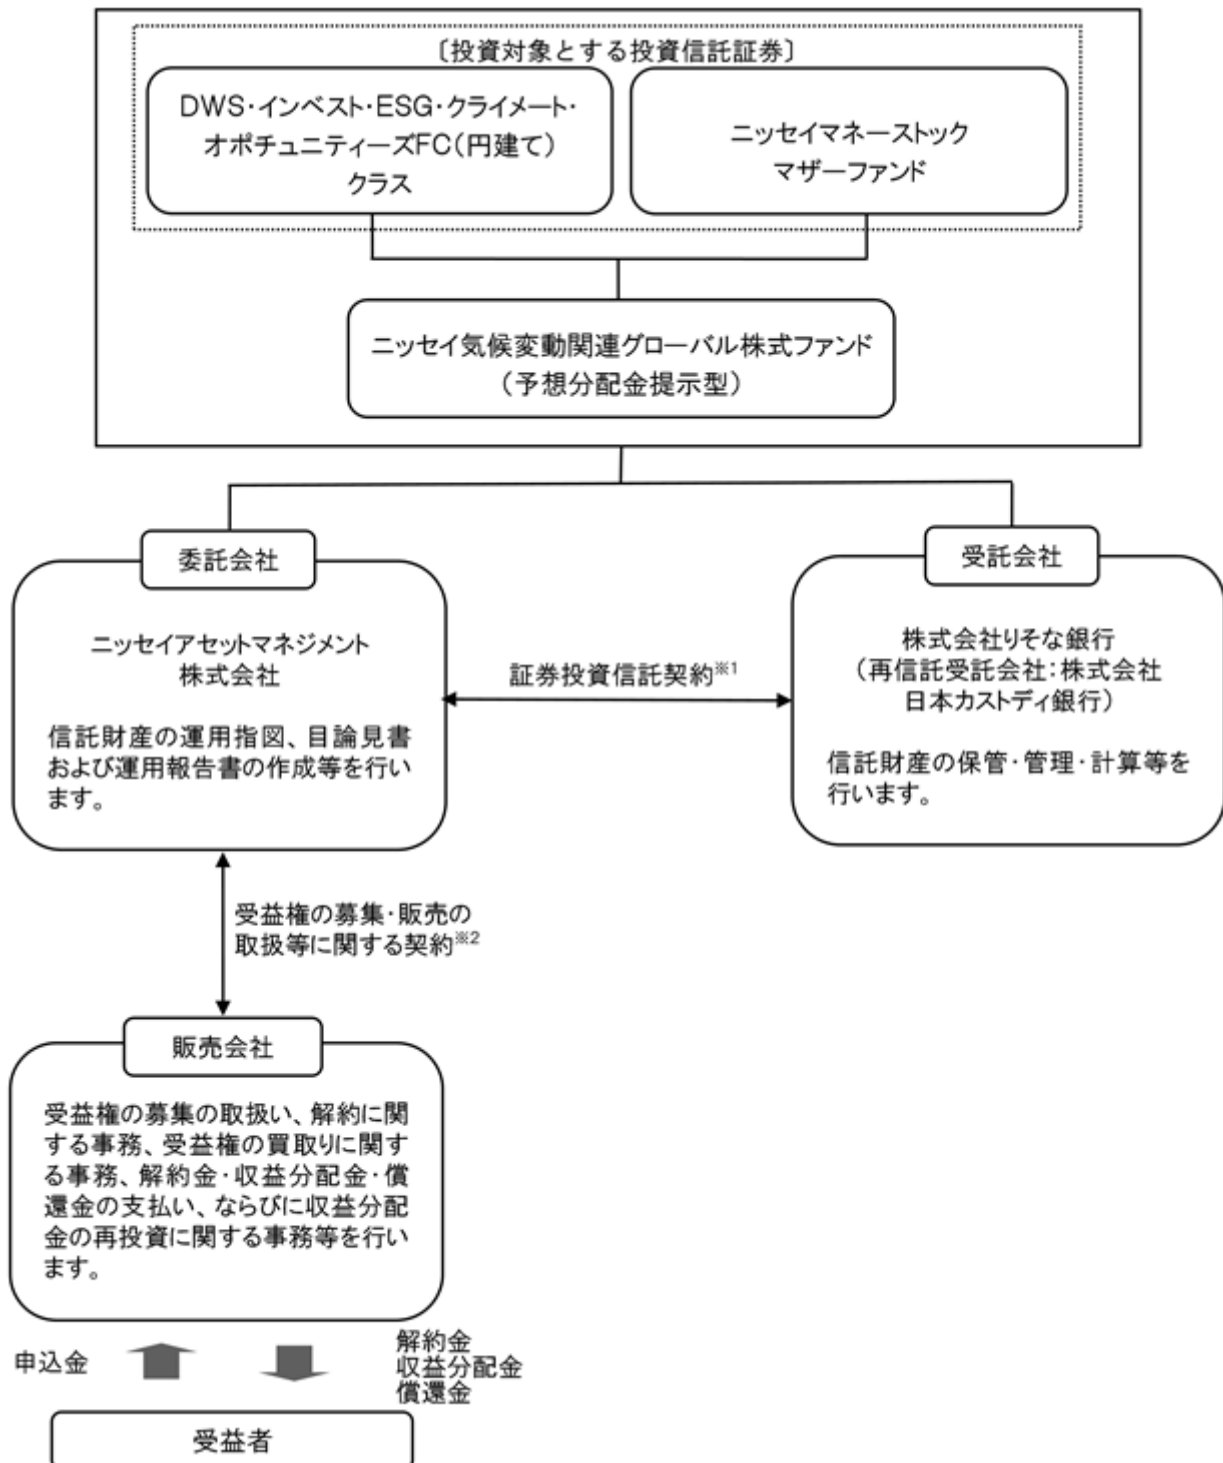 〔投資対象とする投資信託証券〕
DWS・インベスト・ESG・クライメート・
オポチュニティーズFC(円建て)
クラス
ニッセイマネーストック
マザーファンド
ニッセイ気候変動関連グローバル株式ファンド
(予想分配金提示型)
委託会社
ニッセイアセットマネジメント
株式会社
信託財産の運用指図、目論見書
および運用報告書の作成等を行い
ます。
証券投資信託契約※1
受託会社
株式会社りそな銀行
(再信託受託会社:株式会社
日本カストディ銀行)
信託財産の保管・管理・計算等を
行います。
受益権の募集・販売の
取扱等に関する契約※2
販売会社
受益権の募集の取扱い、解約に関
する事務、受益権の買取りに関す
る事務、解約金・収益分配金・償
還金の支払い、ならびに収益分配
金の再投資に関する事務等を行い
ます。
申込金
解約金
収益分配金
償還金
受益者